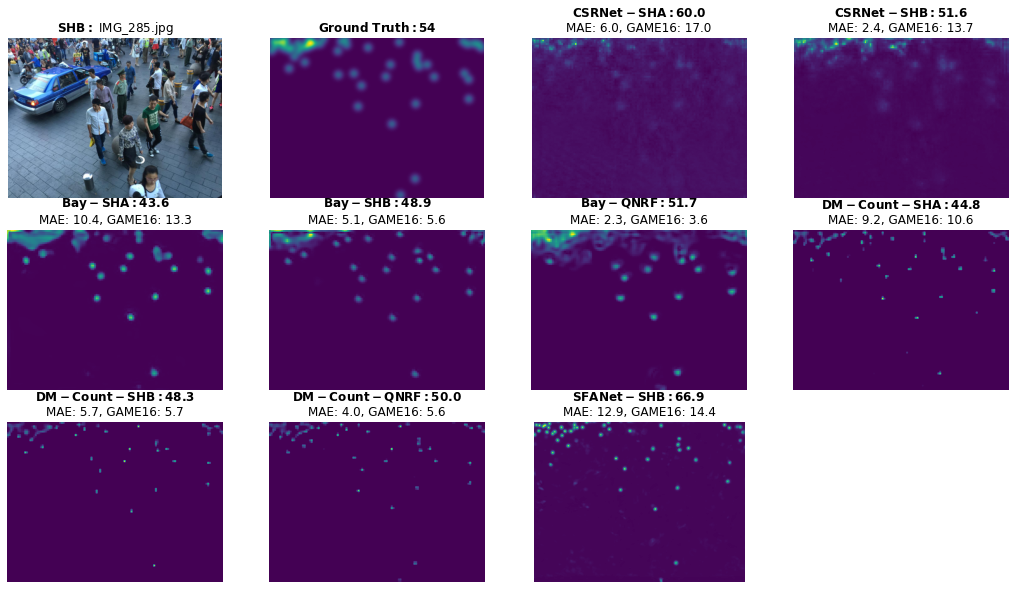 SHB: IMG_285.jpg
Ground Truth: 54
CSRNet − SHA: 60.0
MAE: 6.0, GAME16: 17.0
CSRNet − SHB: 51.6
MAE: 2.4, GAME16: 13.7
Bay − SHA: 43.6
MAE: 10.4, GAME16: 13.3
Bay − SHB: 48.9
MAE: 5.1, GAME16: 5.6
Bay − QNRF: 51.7
MAE: 2.3, GAME16: 3.6
DM − Count − SHA: 44.8
MAE: 9.2, GAME16: 10.6
DM − Count − SHB: 48.3
MAE: 5.7, GAME16: 5.7
DM − Count − QNRF: 50.0
MAE: 4.0, GAME16: 5.6
SFANet − SHB: 66.9
MAE: 12.9, GAME16: 14.4